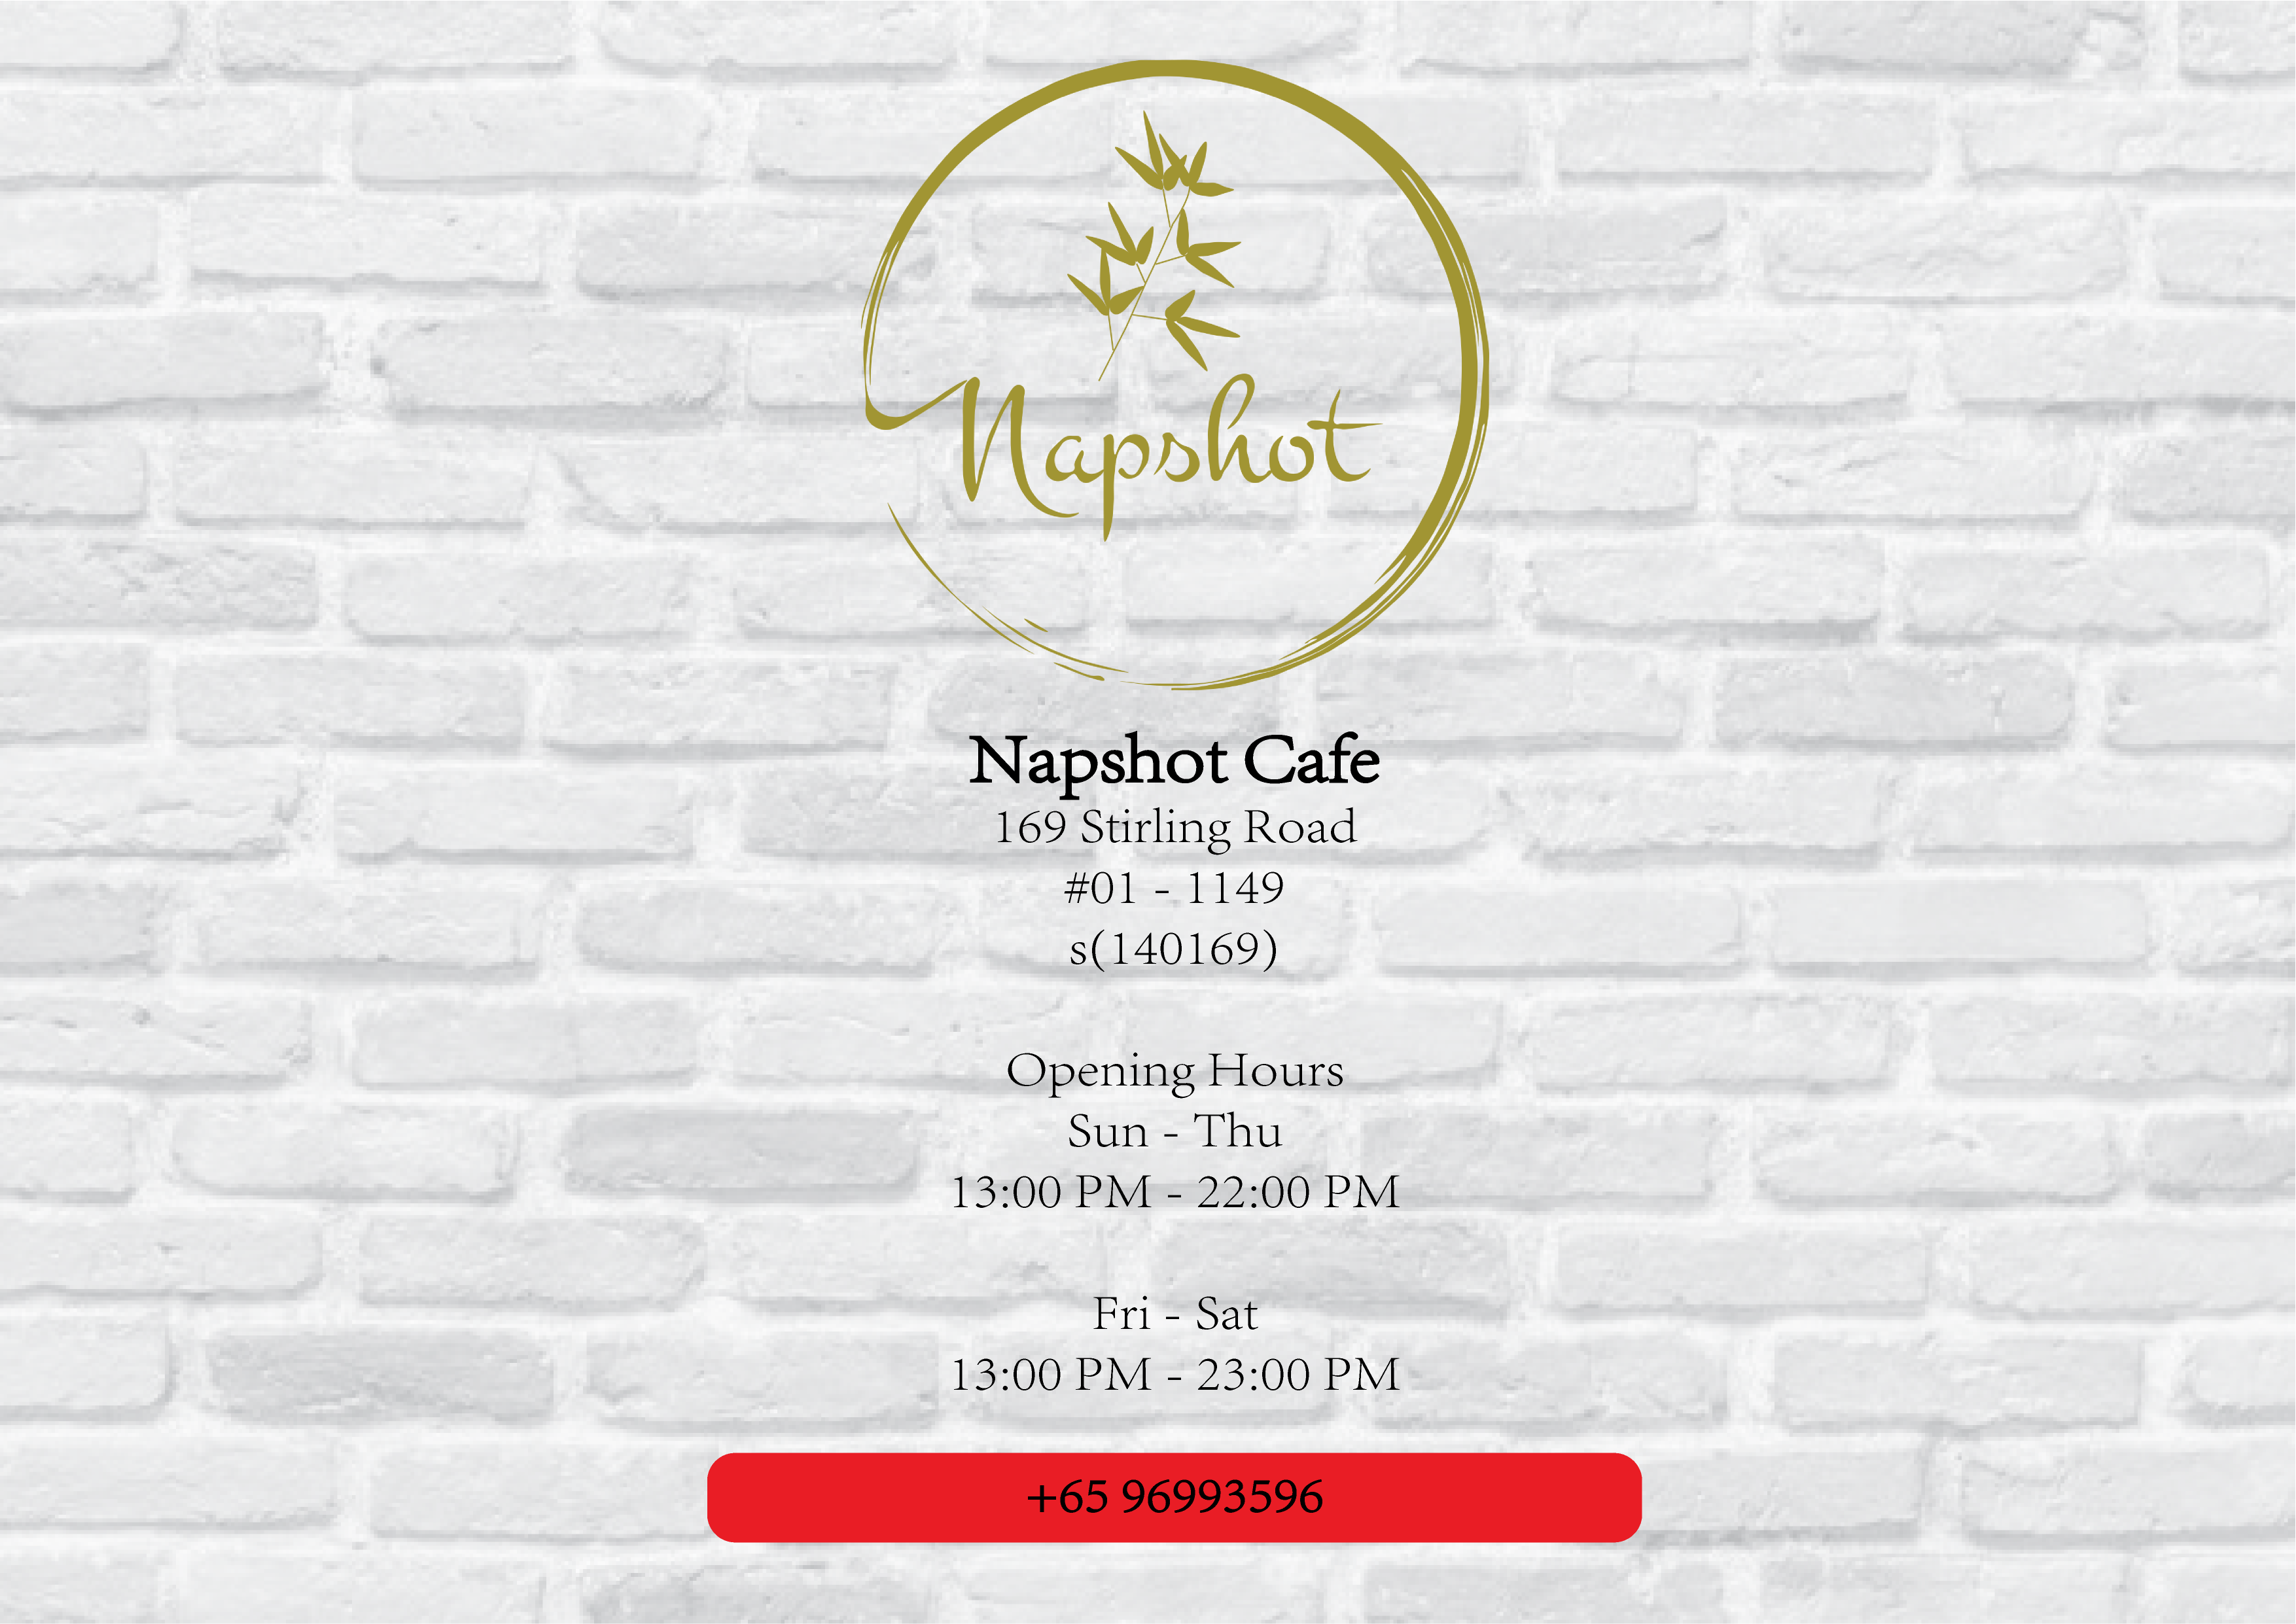 Napshot
Napshot Cafe
169 Stirling Road
#01 - 1149
s(140169)
Opening Hours
Sun - Thu
13:00 PM - 22:00 PM
Fri - Sat
13:00 PM - 23:00 PM
+65 96993596